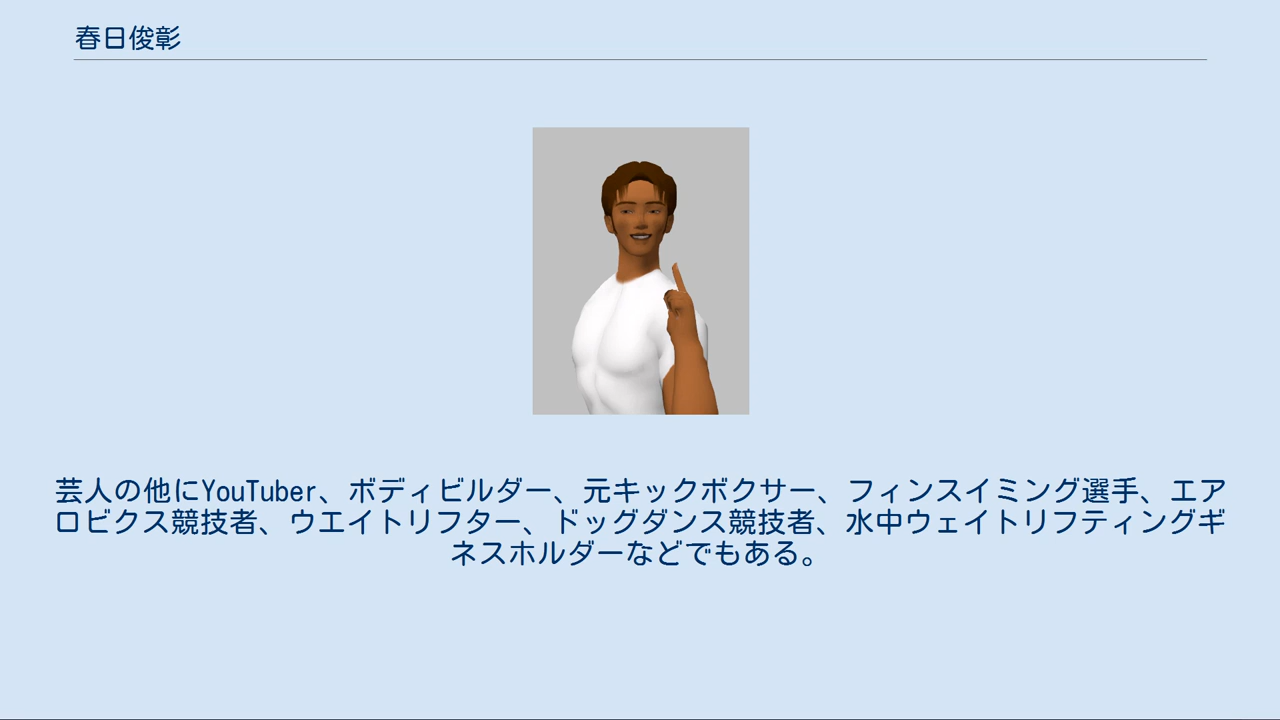 春日俊彰
芸人の他にYouTuber、ボディビルダー、元キックボクサー、フィンスイミング選手、エア
ロビクス競技者、ウエイトリフター、ドッグダンス競技者、水中ウェイトリフティングギ
ネスホルダーなどでもある。